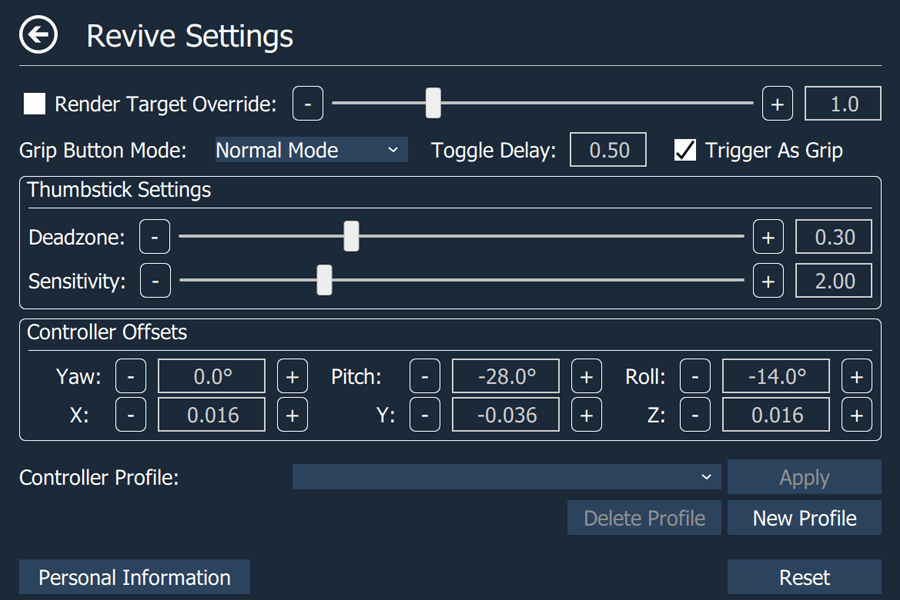 Revive Settings
Render Target Override: - + 1.0
Grip Button Mode: Normal Mode Toggle Delay: 0.50 Trigger As Grip
Thumbstick Settings
Deadzone: - + 0.30
Sensitivity: - + 2.00
Controller Offsets
Yaw: - 0.0° + Pitch: - -28.0° + Roll: - -14.0° +
X: - 0.016 + Y: - -0.036 + Z: - 0.016 +
Controller Profile: Apply
Delete Profile New Profile
Personal Information Reset